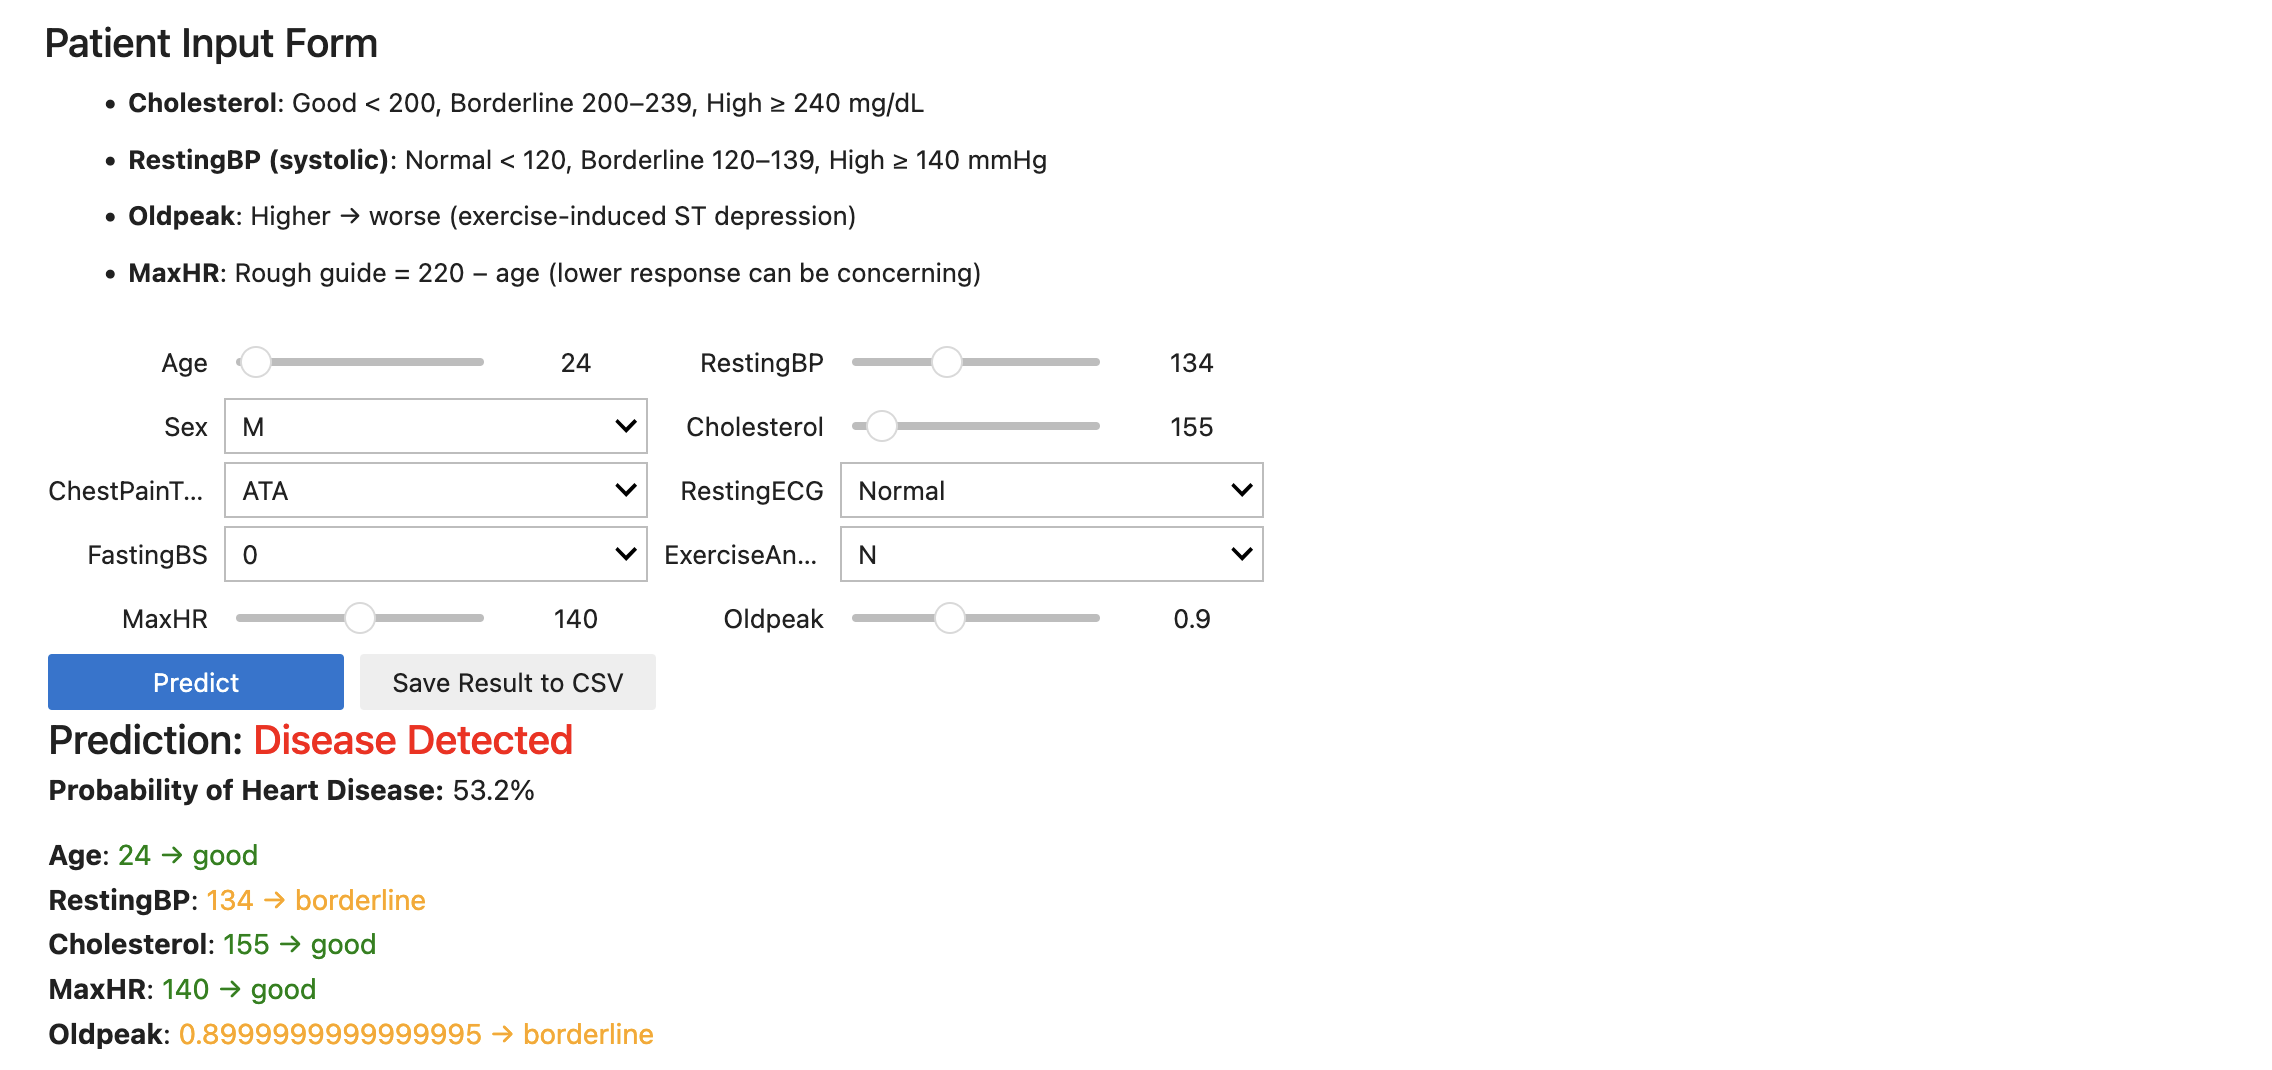 Patient Input Form
• Cholesterol: Good < 200, Borderline 200–239, High ≥ 240 mg/dL
• RestingBP (systolic): Normal < 120, Borderline 120–139, High ≥ 140 mmHg
• Oldpeak: Higher → worse (exercise-induced ST depression)
• MaxHR: Rough guide = 220 – age (lower response can be concerning)
Age 24 RestingBP 134
Sex M Cholesterol 155
ChestPainT... ATA RestingECG Normal
FastingBS 0 ExerciseAn... N
MaxHR 140 Oldpeak 0.9
Predict Save Result to CSV
Prediction: Disease Detected
Probability of Heart Disease: 53.2%
Age: 24 → good
RestingBP: 134 → borderline
Cholesterol: 155 → good
MaxHR: 140 → good
Oldpeak: 0.8999999999999995 → borderline